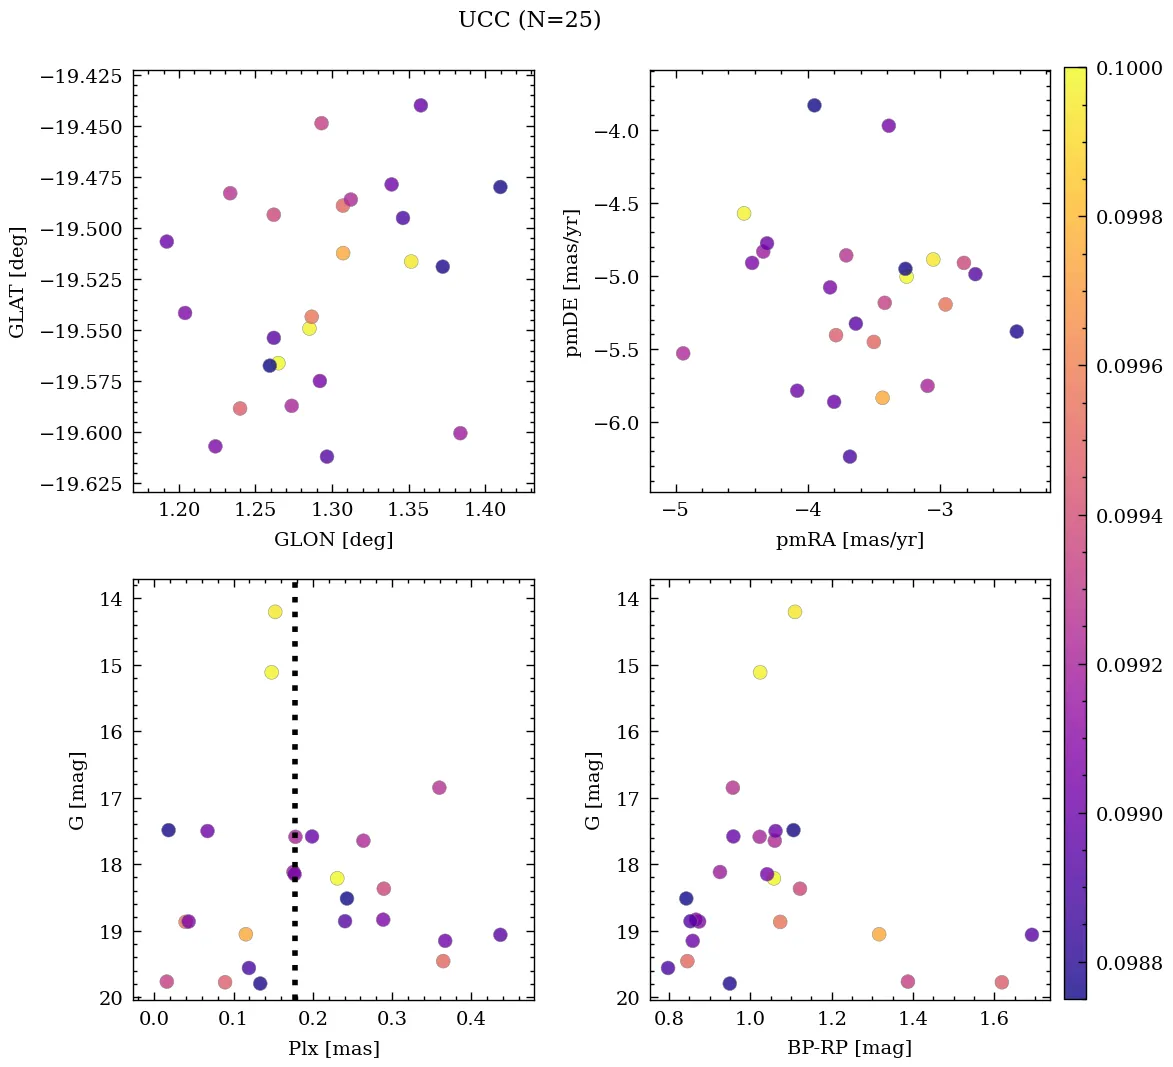 UCC (N=25)
−19.425
−19.450
−19.475
−19.500
−19.525
−19.550
−19.575
−19.600
−19.625
GLAT [deg]
1.20 1.25 1.30 1.35 1.40
GLON [deg]
−4.0
−4.5
−5.0
−5.5
−6.0
pmDE [mas/yr]
−5 −4 −3
pmRA [mas/yr]
0.1000
0.0998
0.0996
0.0994
0.0992
0.0990
0.0988
14
15
16
17
18
19
20
G [mag]
0.0 0.1 0.2 0.3 0.4
Plx [mas]
14
15
16
17
18
19
20
G [mag]
0.8 1.0 1.2 1.4 1.6
BP-RP [mag]